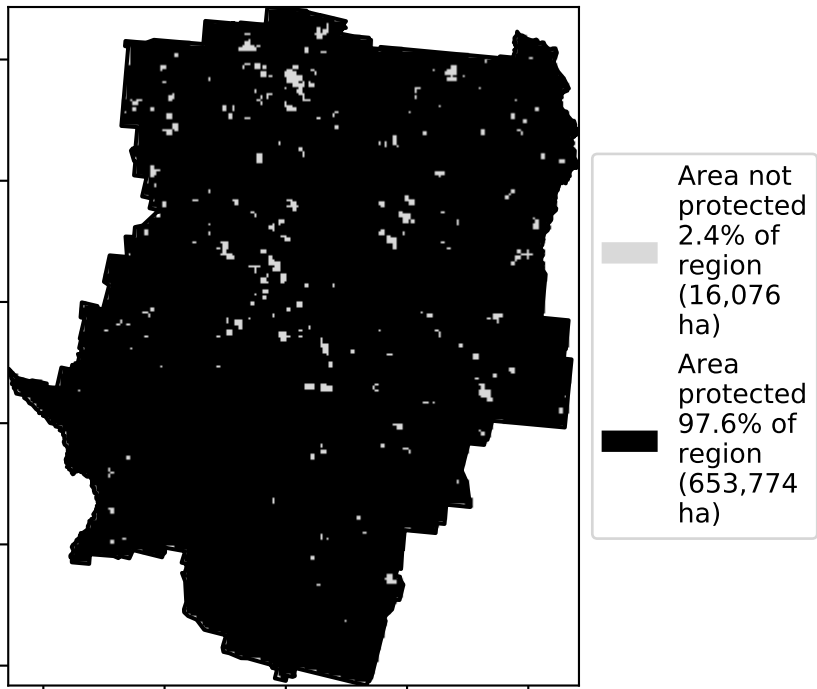 Area not
protected
2.4% of
region
(16,076
ha)
Area
protected
97.6% of
region
(653,774
ha)